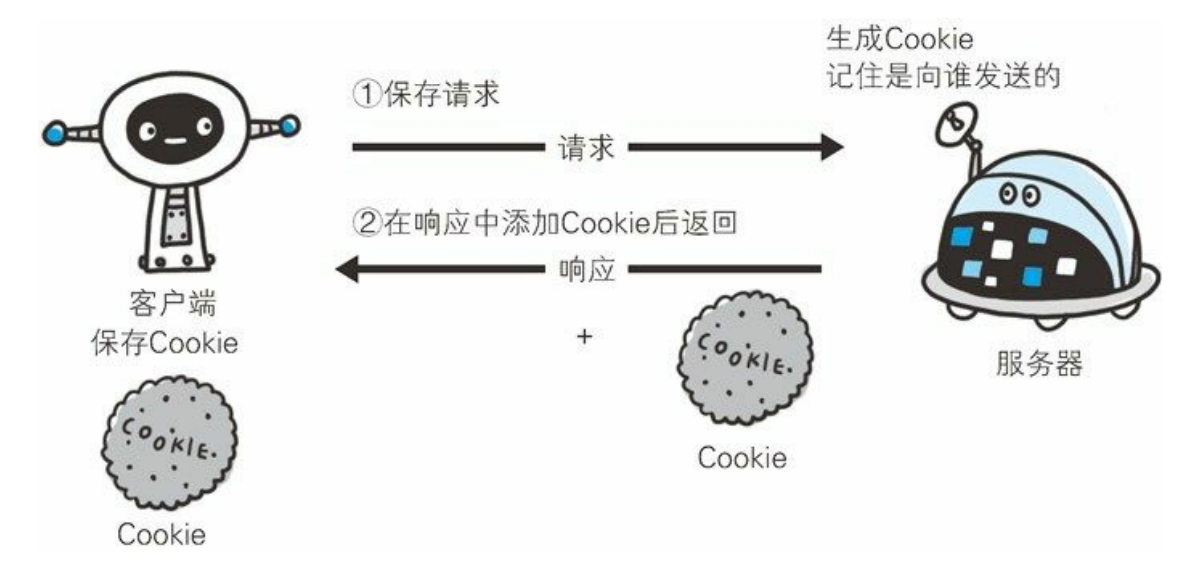 生成Cookie
记住是向谁发送的
①保存请求
请求
②在响应中添加Cookie后返回
响应
客户端
保存Cookie
+
COOKIE.
Cookie
服务器
COOKIE.
Cookie